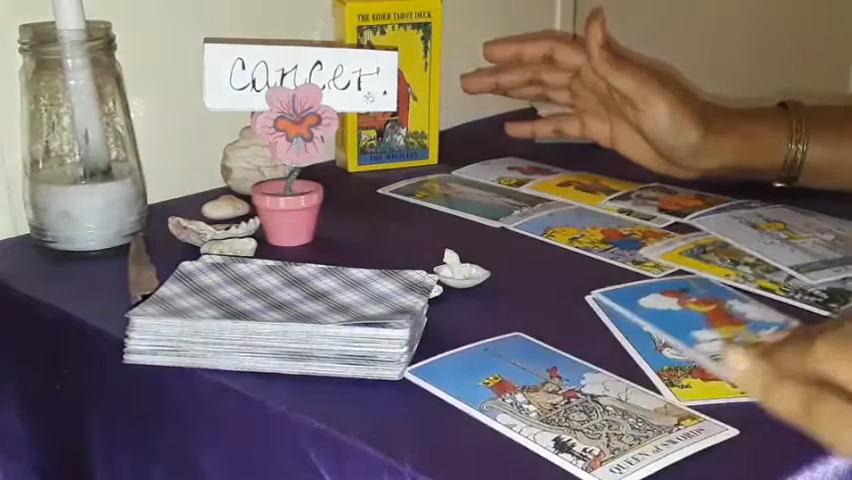 THE RIDER TAROT DECK
Cancer.
THE MAGICIAN.
QUEEN of SWORDS